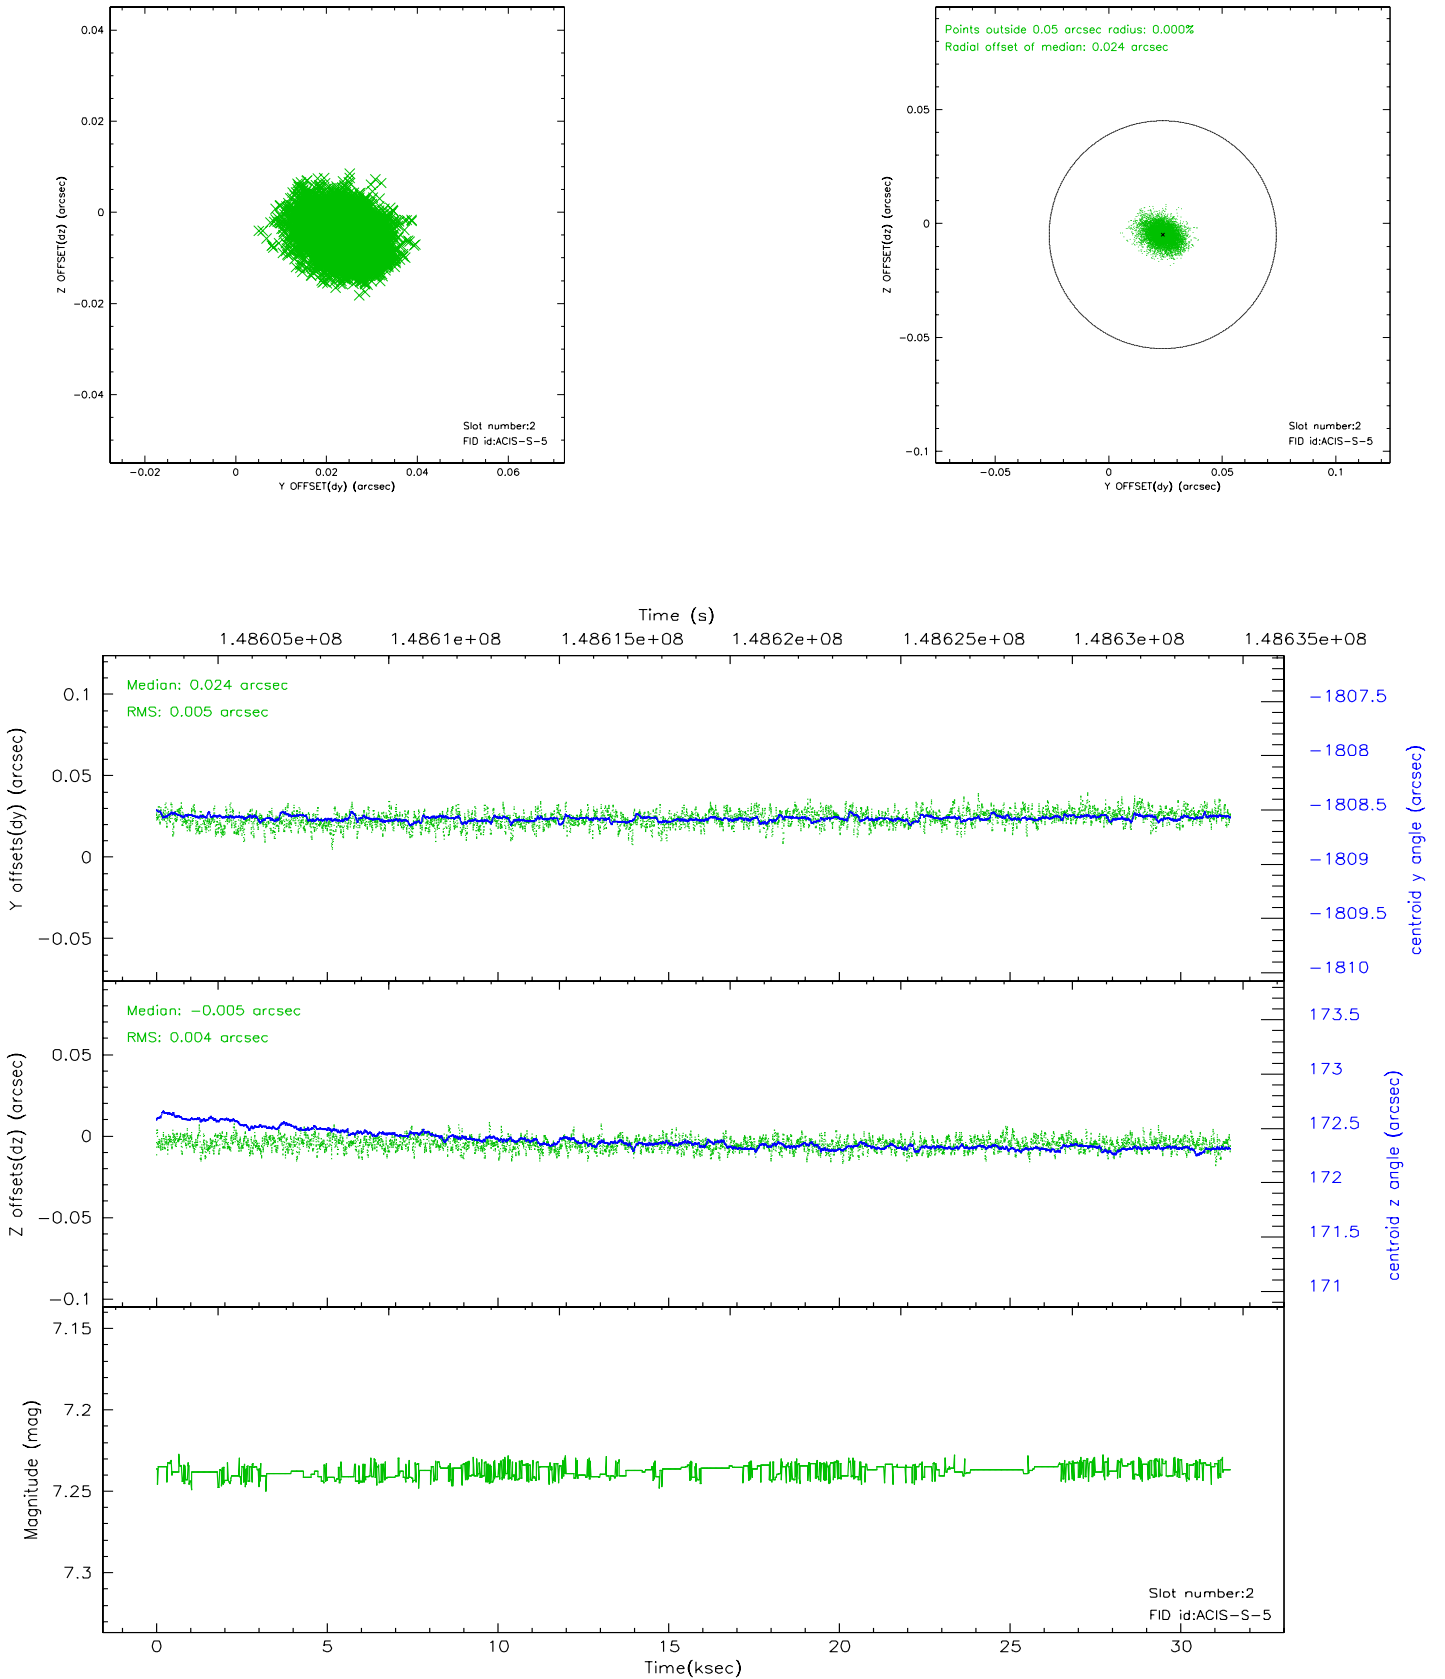 0.04
0.02
0
−0.02
−0.04
Z OFFSET(dz) (arcsec)
Slot number:2
FID id:ACIS−S−5
−0.02 0 0.02 0.04 0.06
Y OFFSET(dy) (arcsec)
Points outside 0.05 arcsec radius: 0.000%
Radial offset of median: 0.024 arcsec
0.05
0
−0.05
−0.1
Z OFFSET(dz) (arcsec)
Slot number:2
FID id:ACIS−S−5
−0.05 0 0.05 0.1
Y OFFSET(dy) (arcsec)
Time (s)
1.48605e+08 1.4861e+08 1.48615e+08 1.4862e+08 1.48625e+08 1.4863e+08 1.48635e+08
Median: 0.024 arcsec
RMS: 0.005 arcsec
0.1
0.05
0
−0.05
Y offsets(dy) (arcsec)
−1807.5
−1808
−1808.5
−1809
−1809.5
−1810
centroid y angle (arcsec)
Median: −0.005 arcsec
RMS: 0.004 arcsec
0.05
0
−0.05
−0.1
Z offsets(dz) (arcsec)
173.5
173
172.5
172
171.5
171
centroid z angle (arcsec)
7.15
7.2
7.25
7.3
Magnitude (mag)
Slot number:2
FID id:ACIS−S−5
0 5 10 15 20 25 30
Time(ksec)